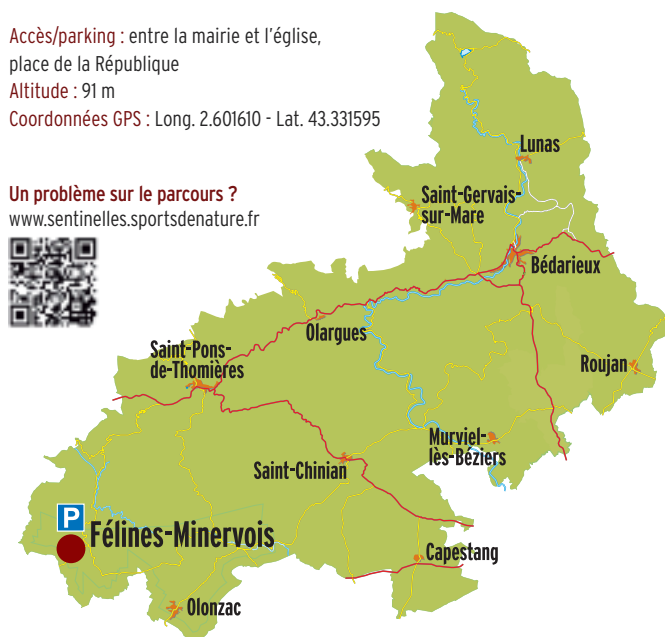 Accès/parking : entre la mairie et l'église,
place de la République
Altitude : 91 m
Coordonnées GPS : Long. 2.601610 - Lat. 43.331595
Un problème sur le parcours ?
www.sentinelles.sportsdenature.fr
Lunas
Saint-Gervais-
sur-Mare
Bédarieux
Olargues
Saint-Pons-
de-Thomières
Roujan
Murviel-
lès-Béziers
Saint-Chinian
P
Félines-Minervois
Capestang
Olonzac